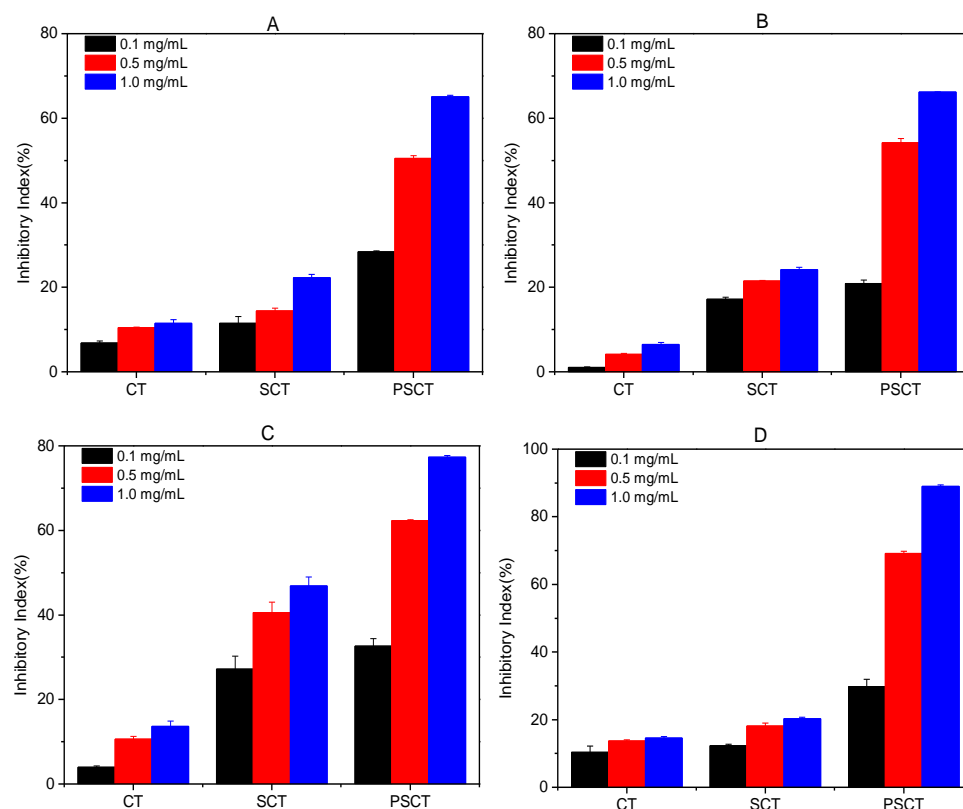 A
0.1 mg/mL
0.5 mg/mL
1.0 mg/mL
Inhibitory Index(%)
80
60
40
20
0
CT SCT PSCT
B
0.1 mg/mL
0.5 mg/mL
1.0 mg/mL
Inhibitory Index(%)
80
60
40
20
0
CT SCT PSCT
C
0.1 mg/mL
0.5 mg/mL
1.0 mg/mL
Inhibitory Index(%)
80
60
40
20
0
CT SCT PSCT
D
0.1 mg/mL
0.5 mg/mL
1.0 mg/mL
Inhibitory Index(%)
100
80
60
40
20
0
CT SCT PSCT